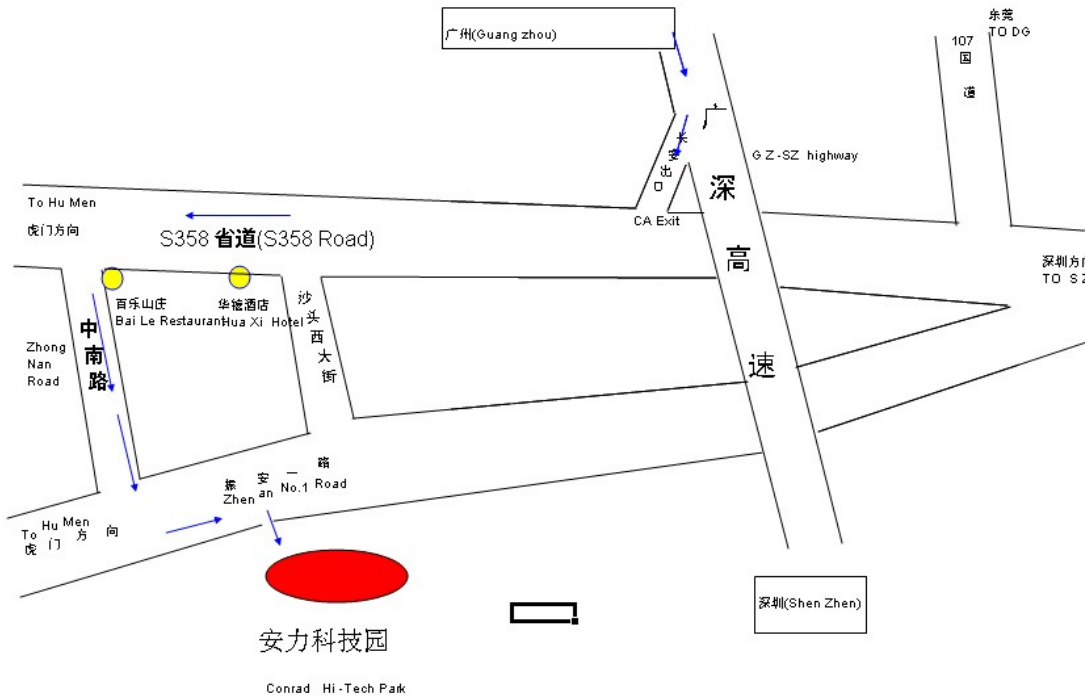 广州(Guang zhou)
东莞
TO DG
107
国
道
广
深
高
速
长
安
出
口
G Z -SZ highway
CA Exit
To Hu Men
虎门方向
S358 省道(S358 Road)
深圳方向
TO S Z
百乐山庄
Bai Le Restaurant
华禧酒店
Hua Xi Hotel
沙
头
西
大
街
中
南
路
Zhong
Nan
Road
振 安 一 路
Zhen an No.1 Road
To Hu Men
虎 门 方 向
安力科技园
Conrad Hi -Tech Park
深圳(Shen Zhen)